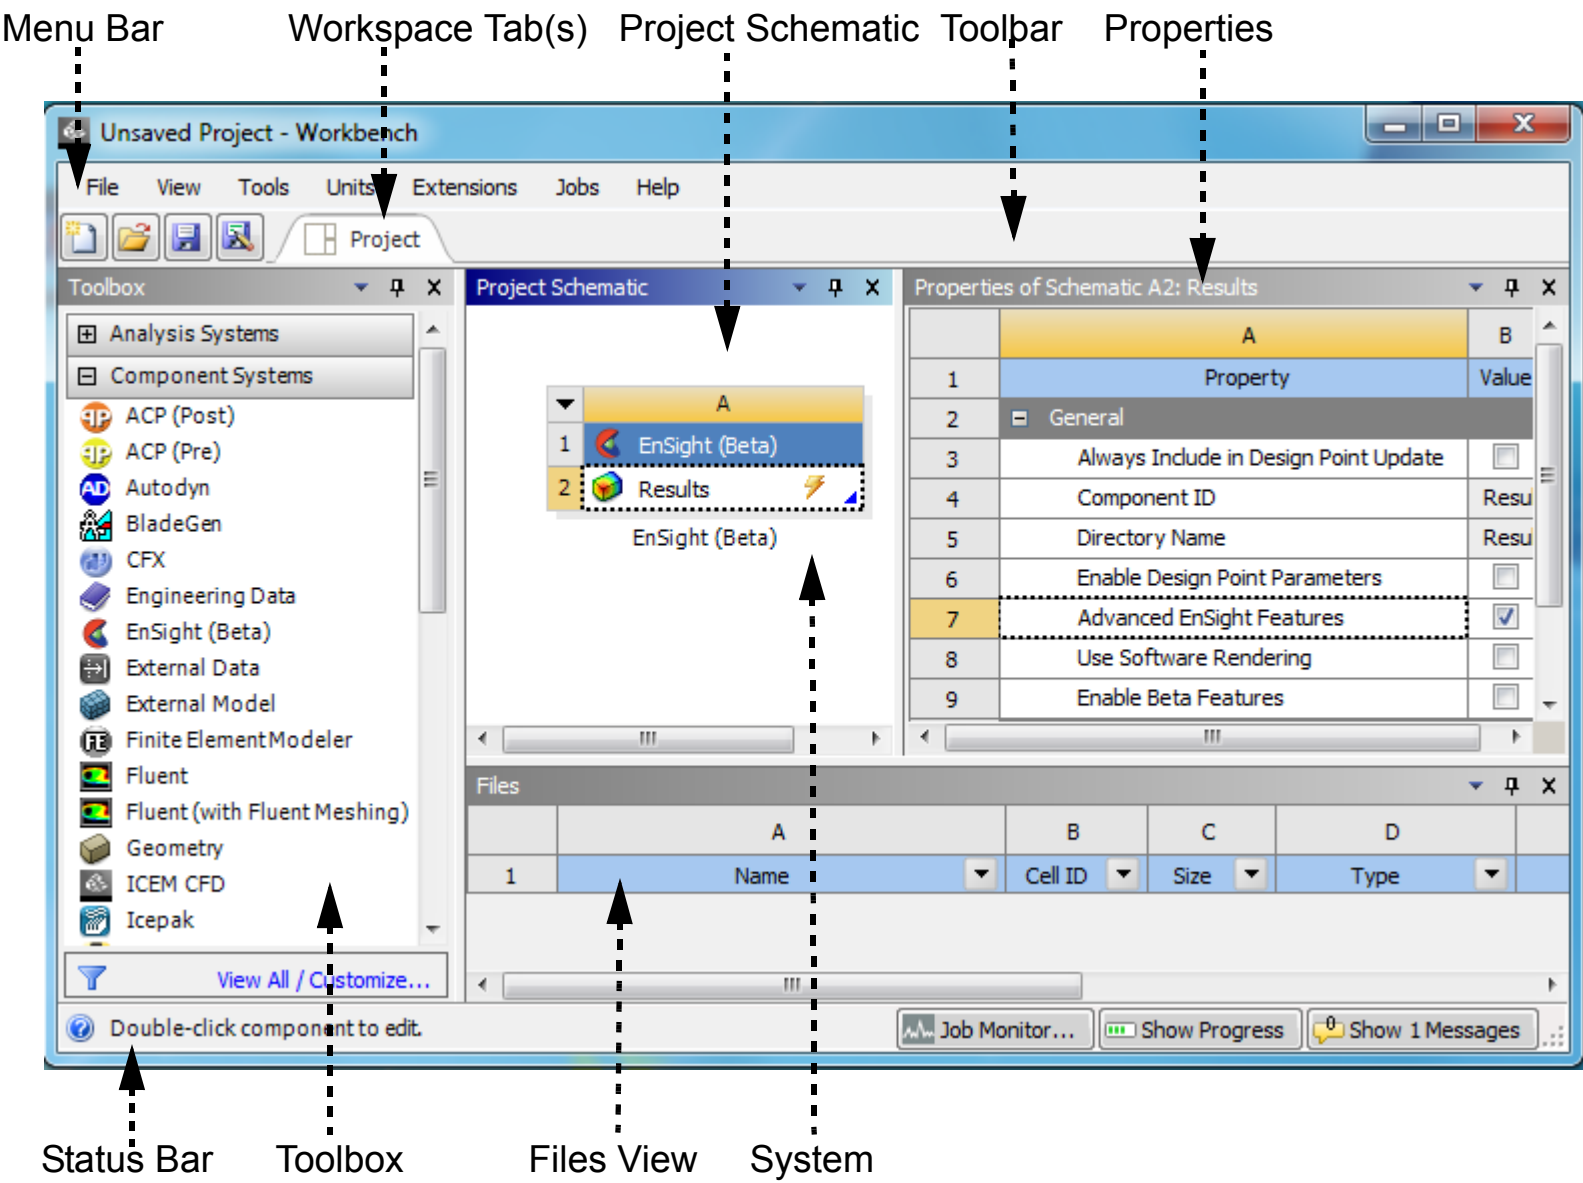 Menu Bar
Workspace Tab(s)
Project Schematic
Toolbar
Properties
Unsaved Project - Workbench
File
View
Tools
Units
Extensions
Jobs
Help
Project
Toolbox
Analysis Systems
Component Systems
ACP (Post)
ACP (Pre)
Autodyn
BladeGen
CFX
Engineering Data
EnSight (Beta)
External Data
External Model
Finite Element Modeler
Fluent
Fluent (with Fluent Meshing)
Geometry
ICEM CFD
Icepak
View All / Customize...
Project Schematic
A
1 EnSight (Beta)
2 Results
EnSight (Beta)
Properties of Schematic A2: Results
A B
1 Property Value
2 General
3 Always Include in Design Point Update
4 Component ID Resu
5 Directory Name Resu
6 Enable Design Point Parameters
7 Advanced EnSight Features
8 Use Software Rendering
9 Enable Beta Features
Files
A B C D
1 Name Cell ID Size Type
Double-click component to edit.
Job Monitor...
Show Progress
0 Show 1 Messages
Status Bar
Toolbox
Files View
System